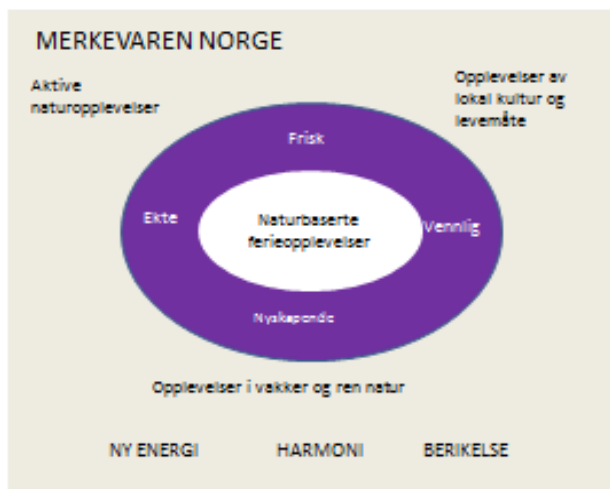 MERKEVAREN NORGE
Aktive
naturopplevelser
Opplevelser av
lokal kultur og
levemåte
Frisk
Ekte
Naturbaserte
ferieopplevelser
Vennlig
Nyskapende
Opplevelser i vakker og ren natur
NY ENERGI HARMONI BERIKELSE